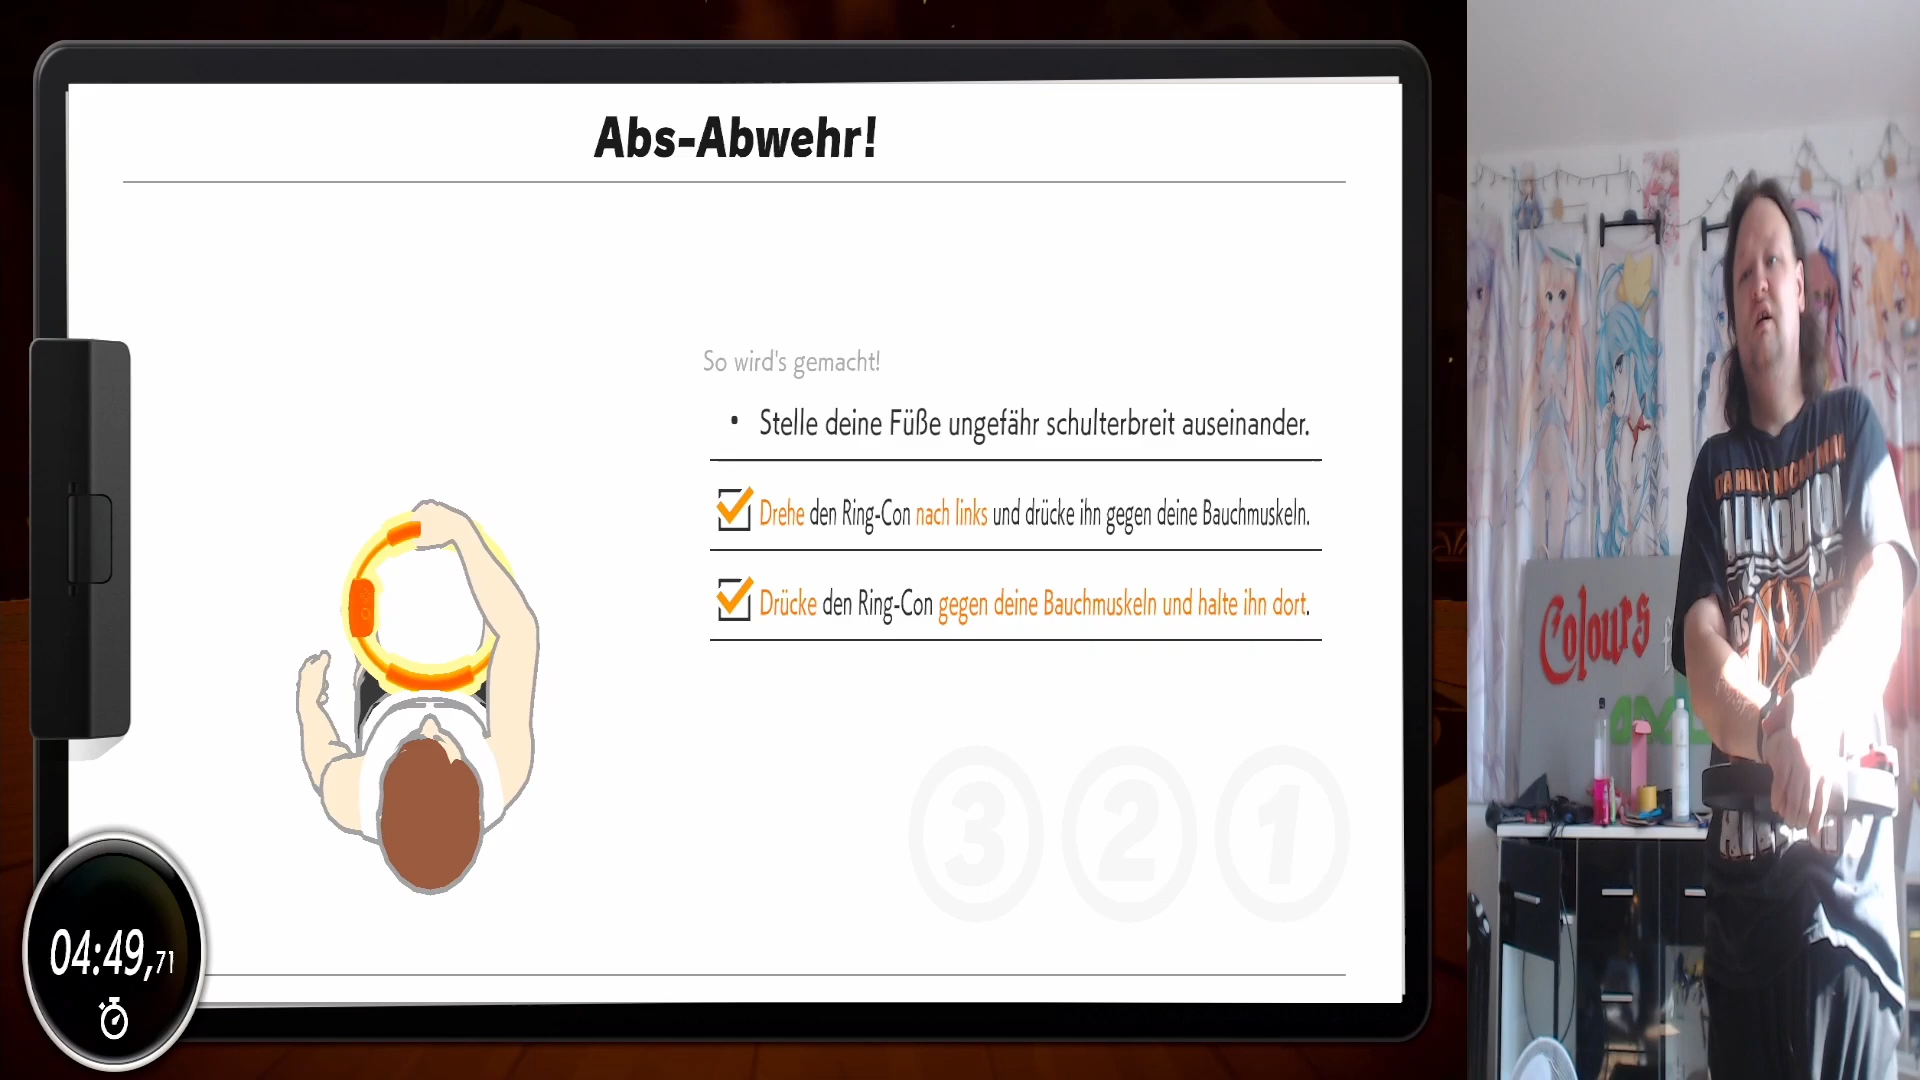 Abs-Abwehr!
So wird's gemacht!
• Stelle deine Füße ungefähr schulterbreit auseinander.
Drehe den Ring-Con nach links und drücke ihn gegen deine Bauchmuskeln.
Drücke den Ring-Con gegen deine Bauchmuskeln und halte ihn dort.
3 2 1
04:49,71
Colours